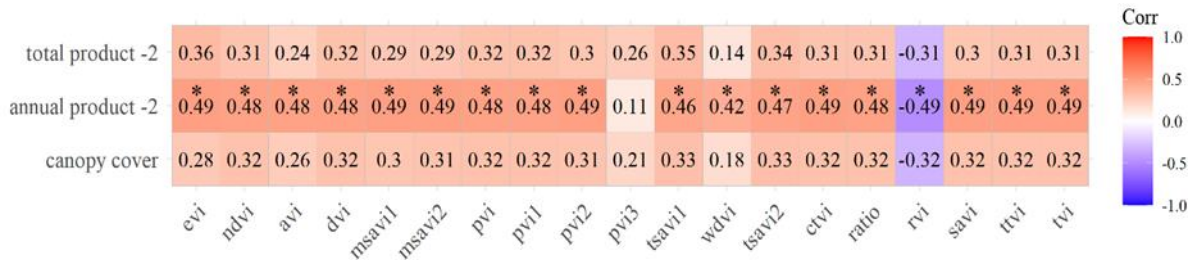 Corr
total product -2 0.36 0.31 0.24 0.32 0.29 0.29 0.32 0.32 0.3 0.26 0.35 0.14 0.34 0.31 0.31 -0.31 0.3 0.31 0.31 1.0
* * * * * * * * * * * * * * * * * * 0.5
annual product -2 0.49 0.48 0.48 0.48 0.49 0.49 0.48 0.48 0.49 0.11 0.46 0.42 0.47 0.49 0.48 -0.49 0.49 0.49 0.49 0.0
canopy cover 0.28 0.32 0.26 0.32 0.3 0.31 0.32 0.32 0.31 0.21 0.33 0.18 0.33 0.32 0.32 -0.32 0.32 0.32 0.32 -0.5
-1.0
evi ndvi avi dvi msavi1 msavi2 pvi pvi1 pvi2 pvi3 tsavi1 wdvi tsavi2 ctvi ratio rvi savi ttvi tvi